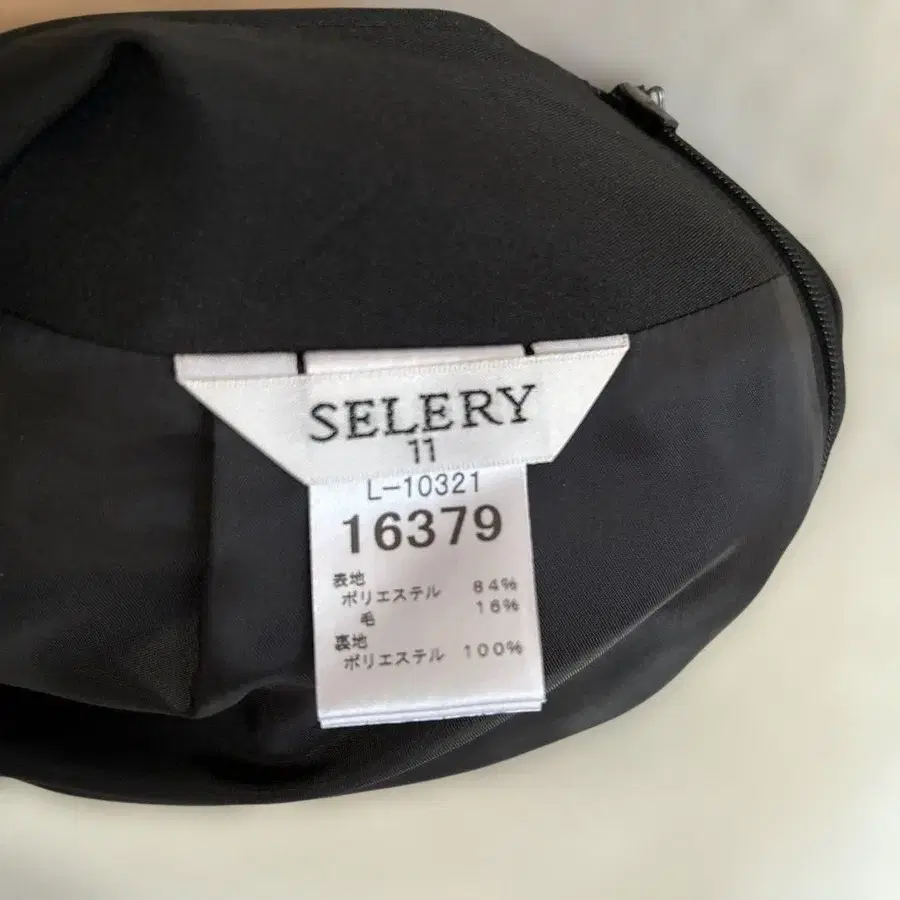 SELERY
11
L-10321
16379
表地
ポリエステル 84%
毛 16%
裏地
ポリエステル 100%